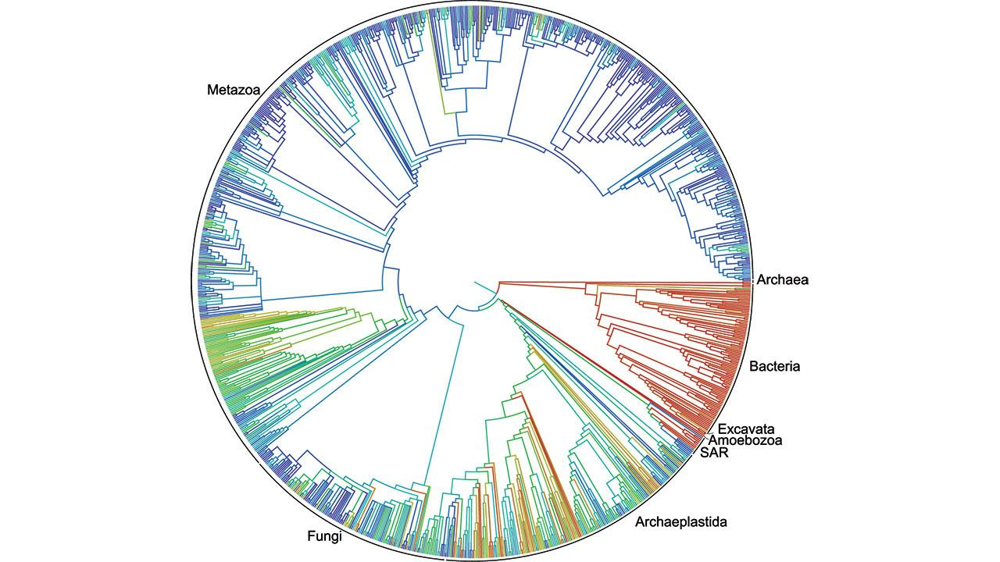 Metazoa
Archaea
Bacteria
Excavata
Amoebozoa
SAR
Archaeplastida
Fungi